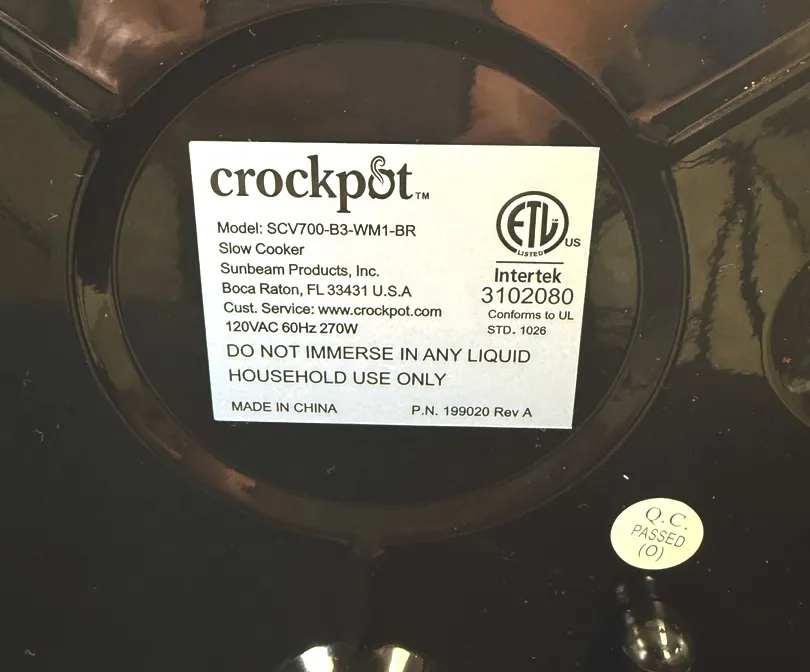 crockpot™
Model: SCV700-B3-WM1-BR
Slow Cooker
Sunbeam Products, Inc.
Boca Raton, FL 33431 U.S.A
Cust. Service: www.crockpot.com
120VAC 60Hz 270W
DO NOT IMMERSE IN ANY LIQUID
HOUSEHOLD USE ONLY
MADE IN CHINA
P.N. 199020 Rev A
ETL
LISTED
US
Intertek
3102080
Conforms to UL
STD. 1026
Q.C.
PASSED
(O)